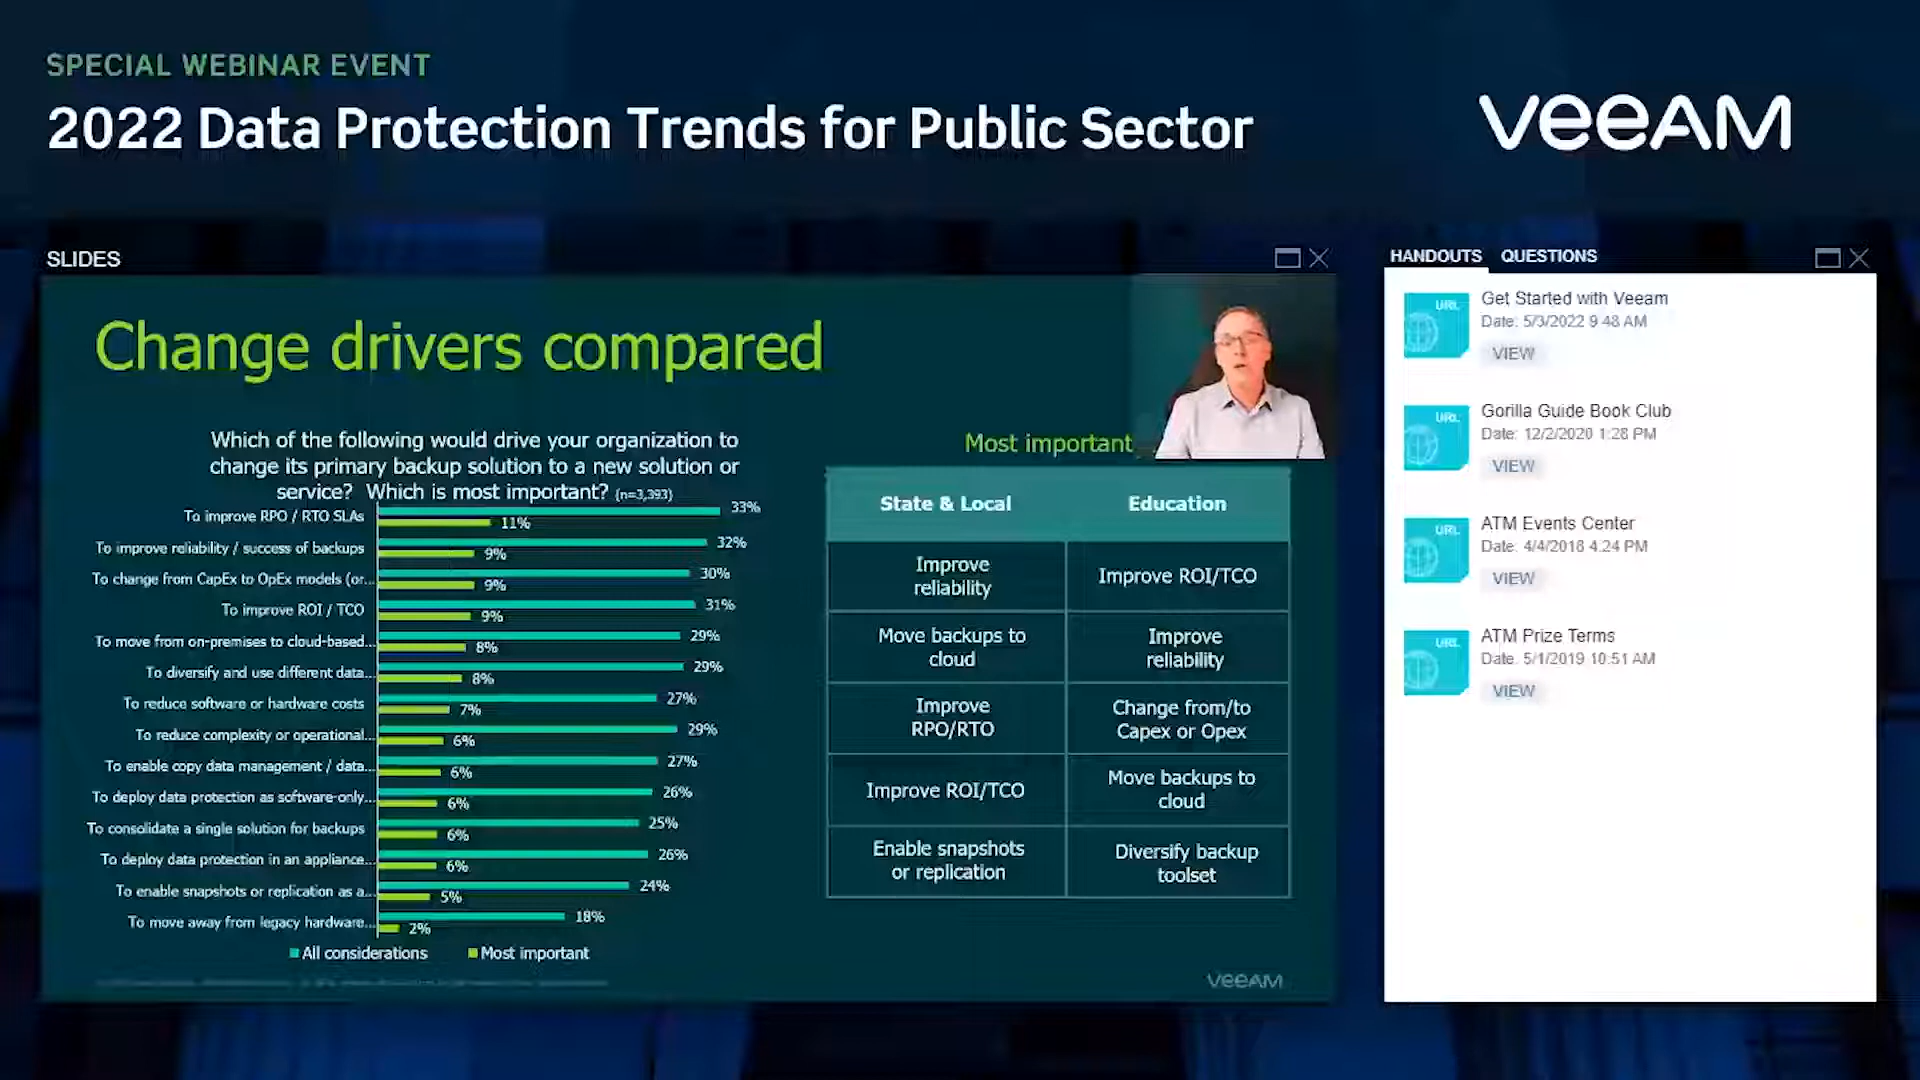 SPECIAL WEBINAR EVENT
2022 Data Protection Trends for Public Sector
veeAM
SLIDES
Change drivers compared
Which of the following would drive your organization to
change its primary backup solution to a new solution or
service? Which is most important? (n=3,393)
To improve RPO / RTO SLAs
33%
11%
To improve reliability / success of backups
32%
9%
To change from CapEx to OpEx models (or...
30%
9%
To improve ROI / TCO
31%
9%
To move from on-premises to cloud-based...
29%
8%
To diversify and use different data...
29%
8%
To reduce software or hardware costs
27%
7%
To reduce complexity or operational...
29%
6%
To enable copy data management / data...
27%
6%
To deploy data protection as software-only...
26%
6%
To consolidate a single solution for backups
25%
6%
To deploy data protection in an appliance...
26%
6%
To enable snapshots or replication as a...
24%
5%
To move away from legacy hardware...
18%
2%
All considerations
Most important
Most important
State & Local
Education
Improve
reliability
Improve ROI/TCO
Move backups to
cloud
Improve
reliability
Improve
RPO/RTO
Change from/to
Capex or Opex
Improve ROI/TCO
Move backups to
cloud
Enable snapshots
or replication
Diversify backup
toolset
veeAM
HANDOUTS
QUESTIONS
URL
Get Started with Veeam
Date: 5/3/2022 9:48 AM
VIEW
URL
Gorilla Guide Book Club
Date: 12/2/2020 1:28 PM
VIEW
URL
ATM Events Center
Date: 4/4/2018 4:24 PM
VIEW
URL
ATM Prize Terms
Date: 5/1/2019 10:51 AM
VIEW